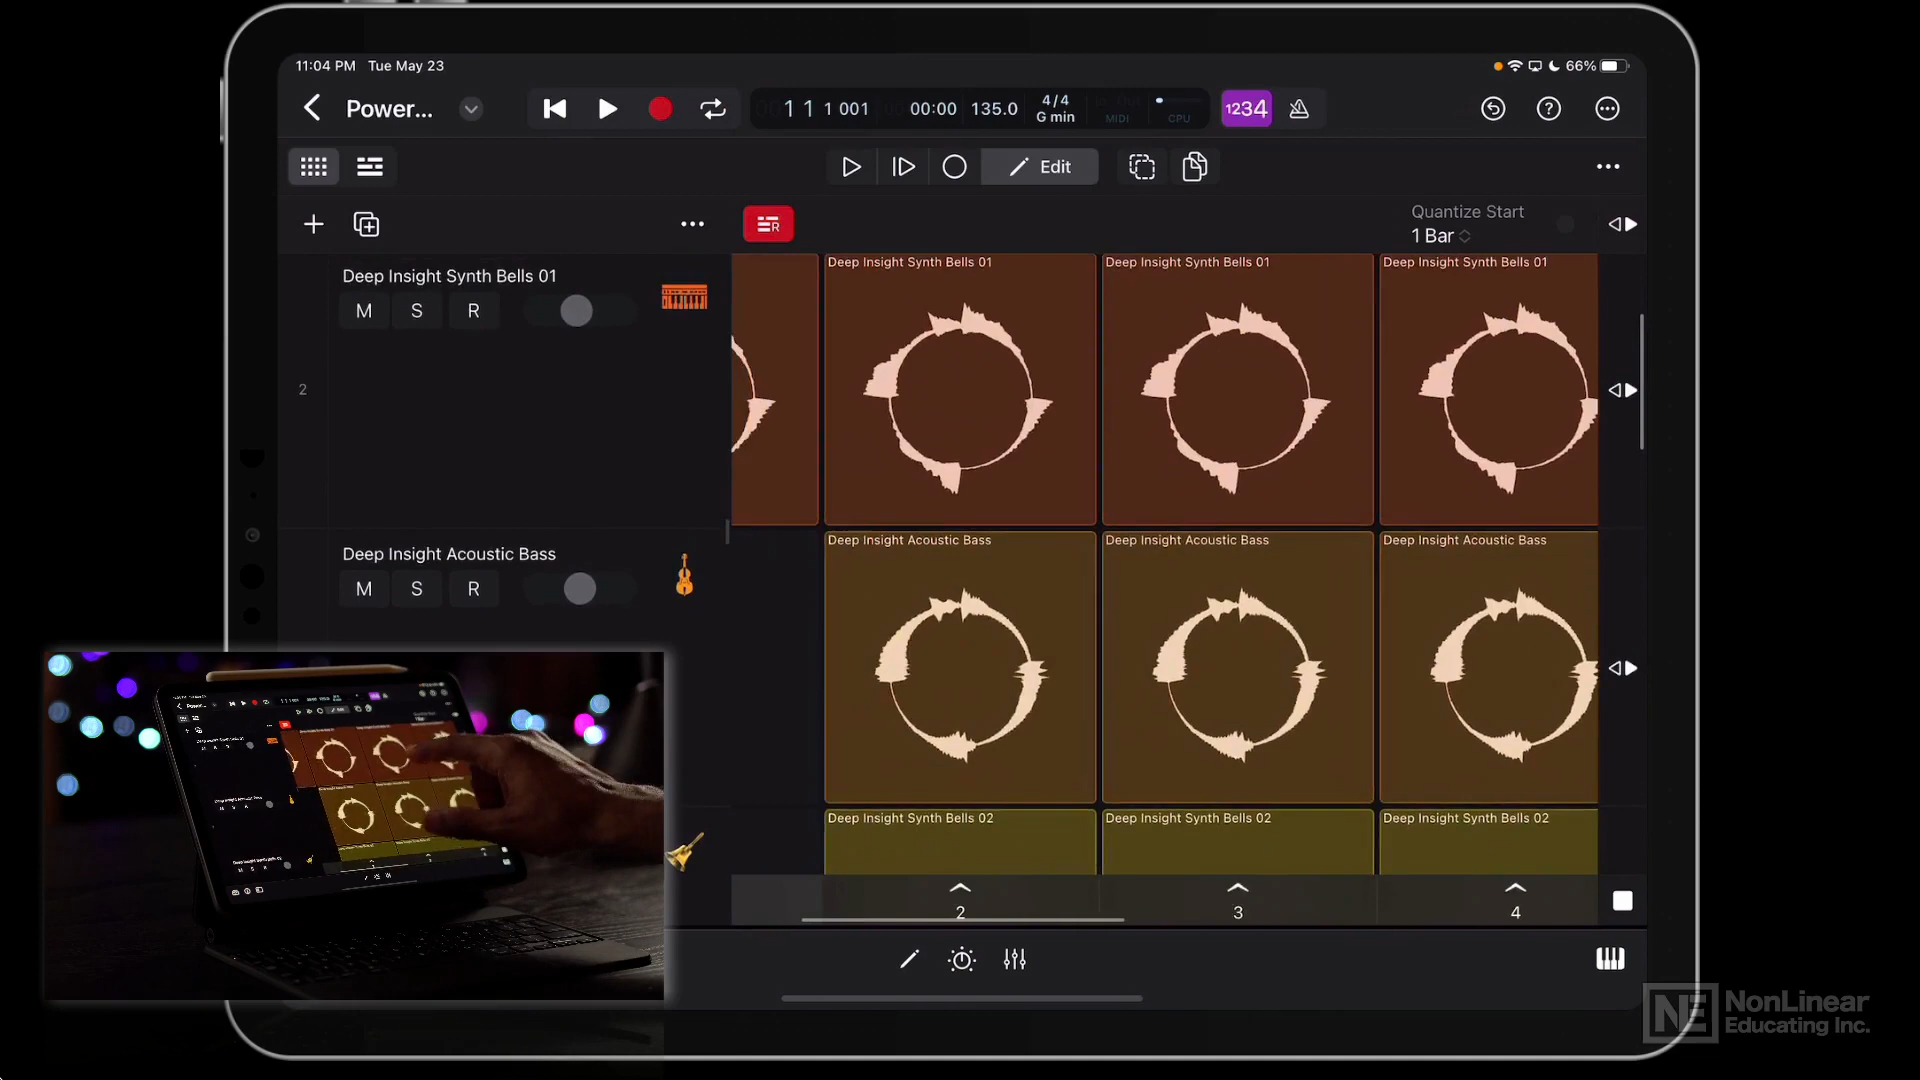 11:04 PM Tue May 23
66%
Power...
1 1 1 001
00:00
135.0
4/4
G min
In Out
MIDI
CPU
1234
Edit
Quantize Start
1 Bar
Deep Insight Synth Bells 01
M S R
2
Deep Insight Synth Bells 01
Deep Insight Synth Bells 01
Deep Insight Synth Bells 01
Deep Insight Acoustic Bass
M S R
Deep Insight Acoustic Bass
Deep Insight Acoustic Bass
Deep Insight Acoustic Bass
Deep Insight Synth Bells 02
Deep Insight Synth Bells 02
Deep Insight Synth Bells 02
2
3
4
NE NonLinear
Educating Inc.